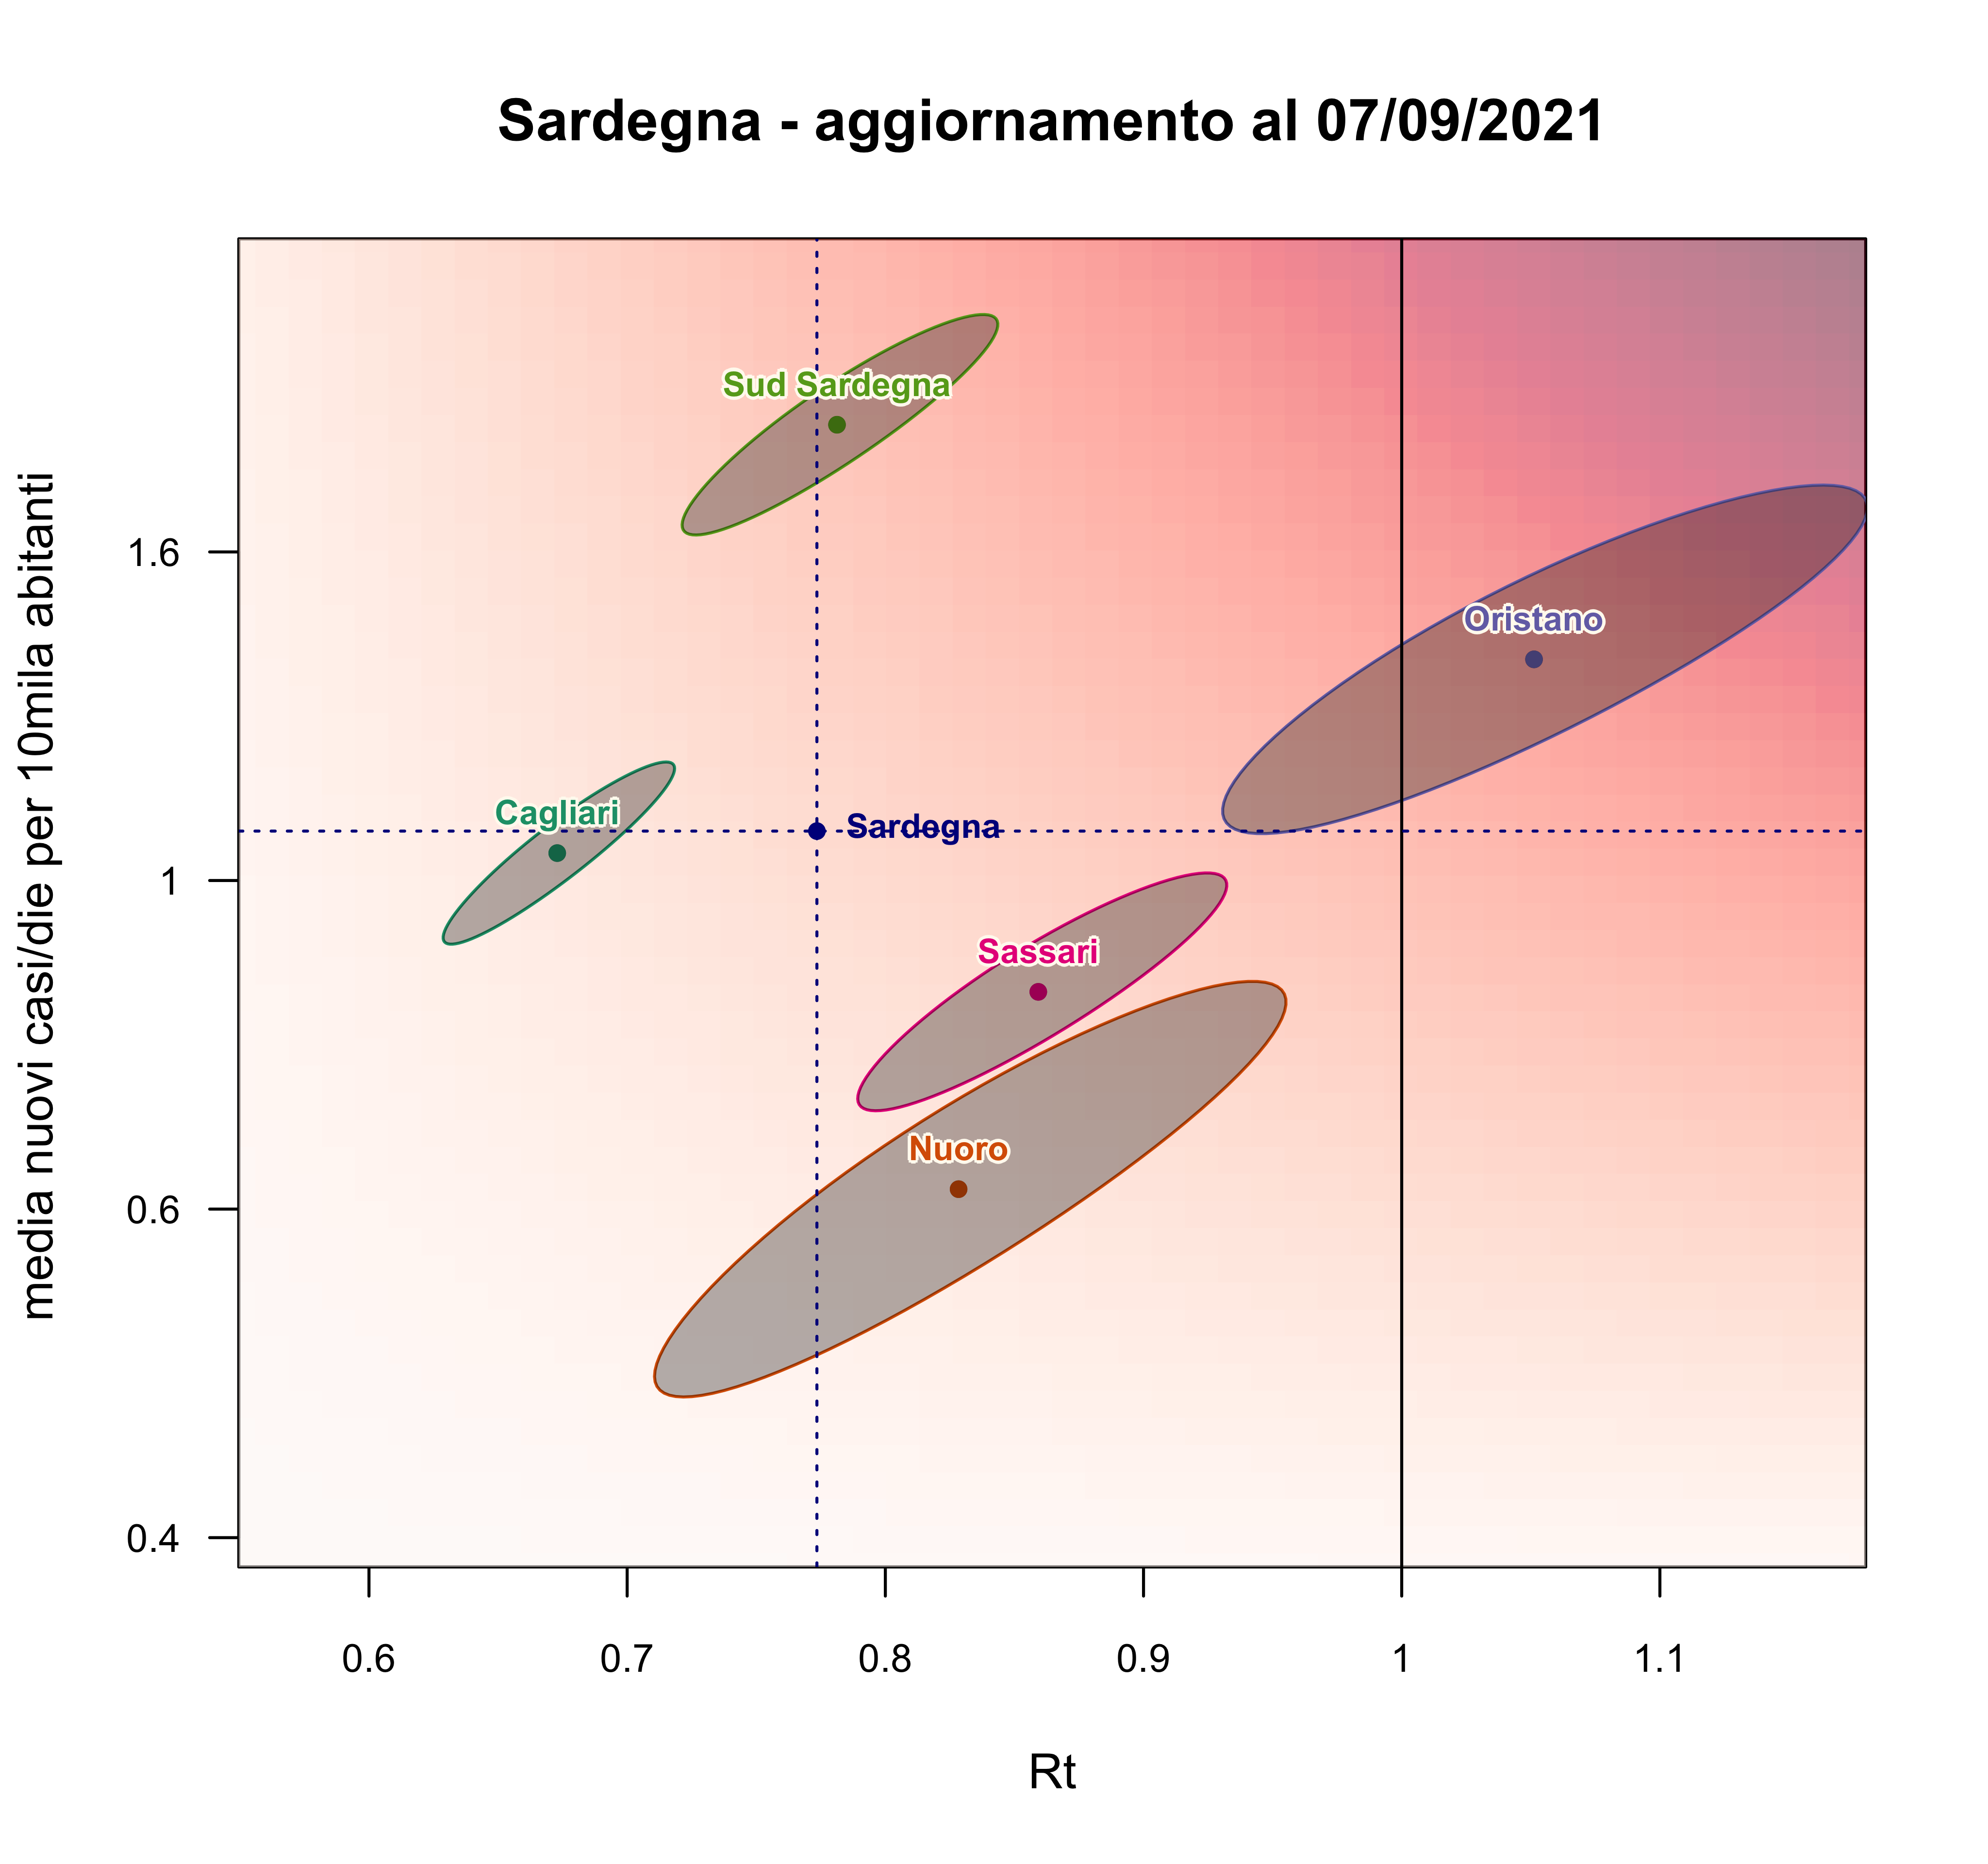 Sardegna - aggiornamento al 07/09/2021
media nuovi casi/die per 10mila abitanti
1.6
1
0.6
0.4
Sud Sardegna
Oristano
Cagliari
Sardegna
Sassari
Nuoro
0.6 0.7 0.8 0.9 1 1.1
Rt